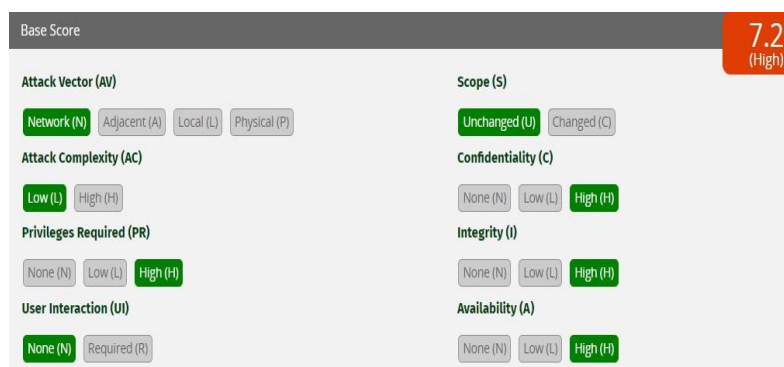 Base Score
7.2
(High)
Attack Vector (AV)
Network (N) Adjacent (A) Local (L) Physical (P)
Attack Complexity (AC)
Low (L) High (H)
Privileges Required (PR)
None (N) Low (L) High (H)
User Interaction (UI)
None (N) Required (R)
Scope (S)
Unchanged (U) Changed (C)
Confidentiality (C)
None (N) Low (L) High (H)
Integrity (I)
None (N) Low (L) High (H)
Availability (A)
None (N) Low (L) High (H)